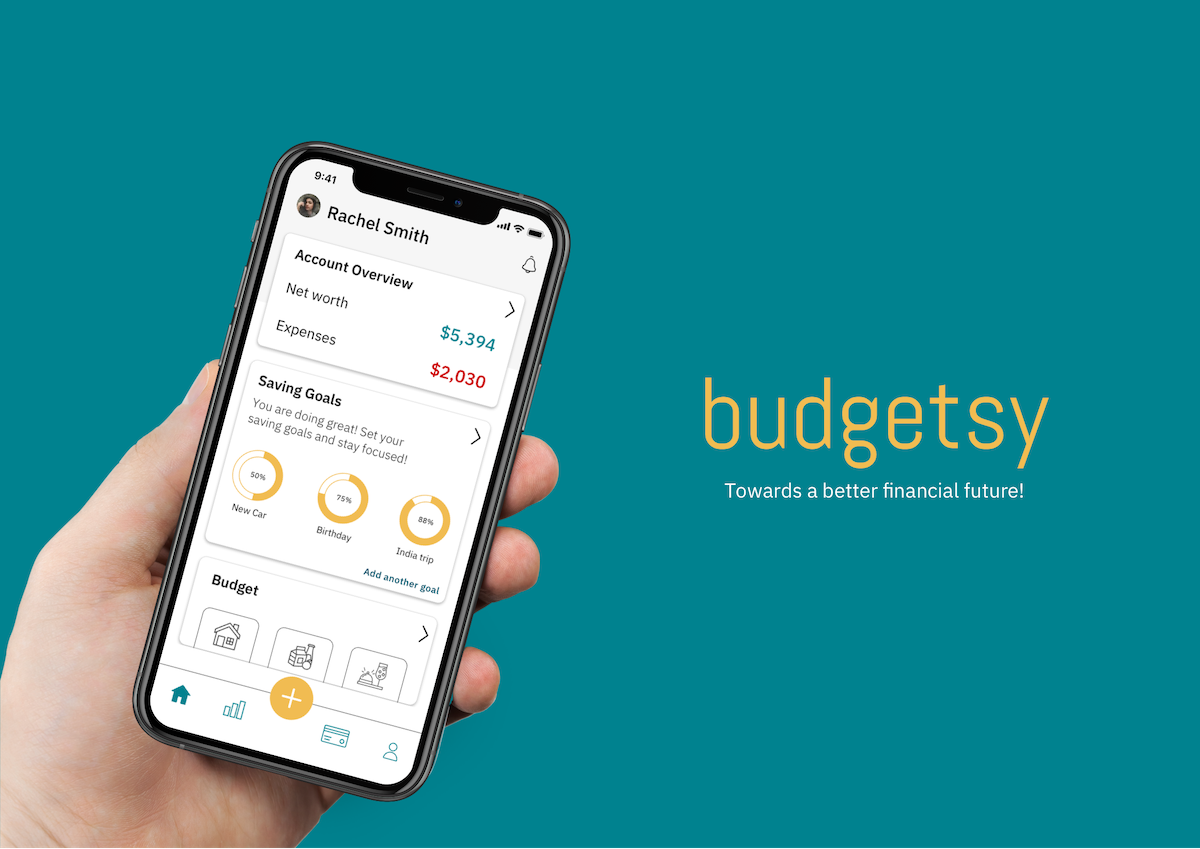 9:41
Rachel Smith
Account Overview
Net worth
$5,394
Expenses
$2,030
Saving Goals
You are doing great! Set your
saving goals and stay focused!
50%
75%
88%
New Car
Birthday
India trip
Add another goal
Budget
budgetsy
Towards a better financial future!